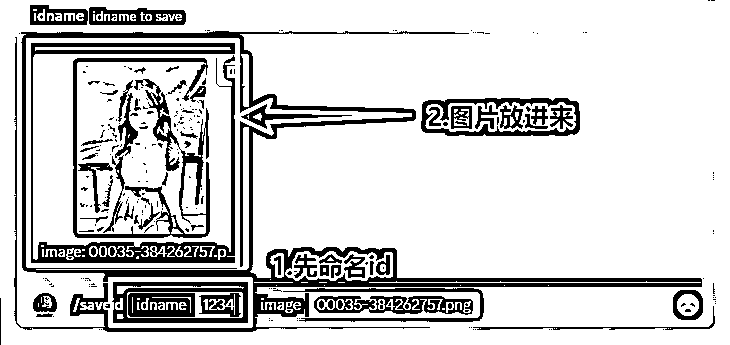 idname idname to save
2.图片放进来
image: 00035-384262757.p
1.先命名id
/saveid idname 1234 image 00035-384262757.png